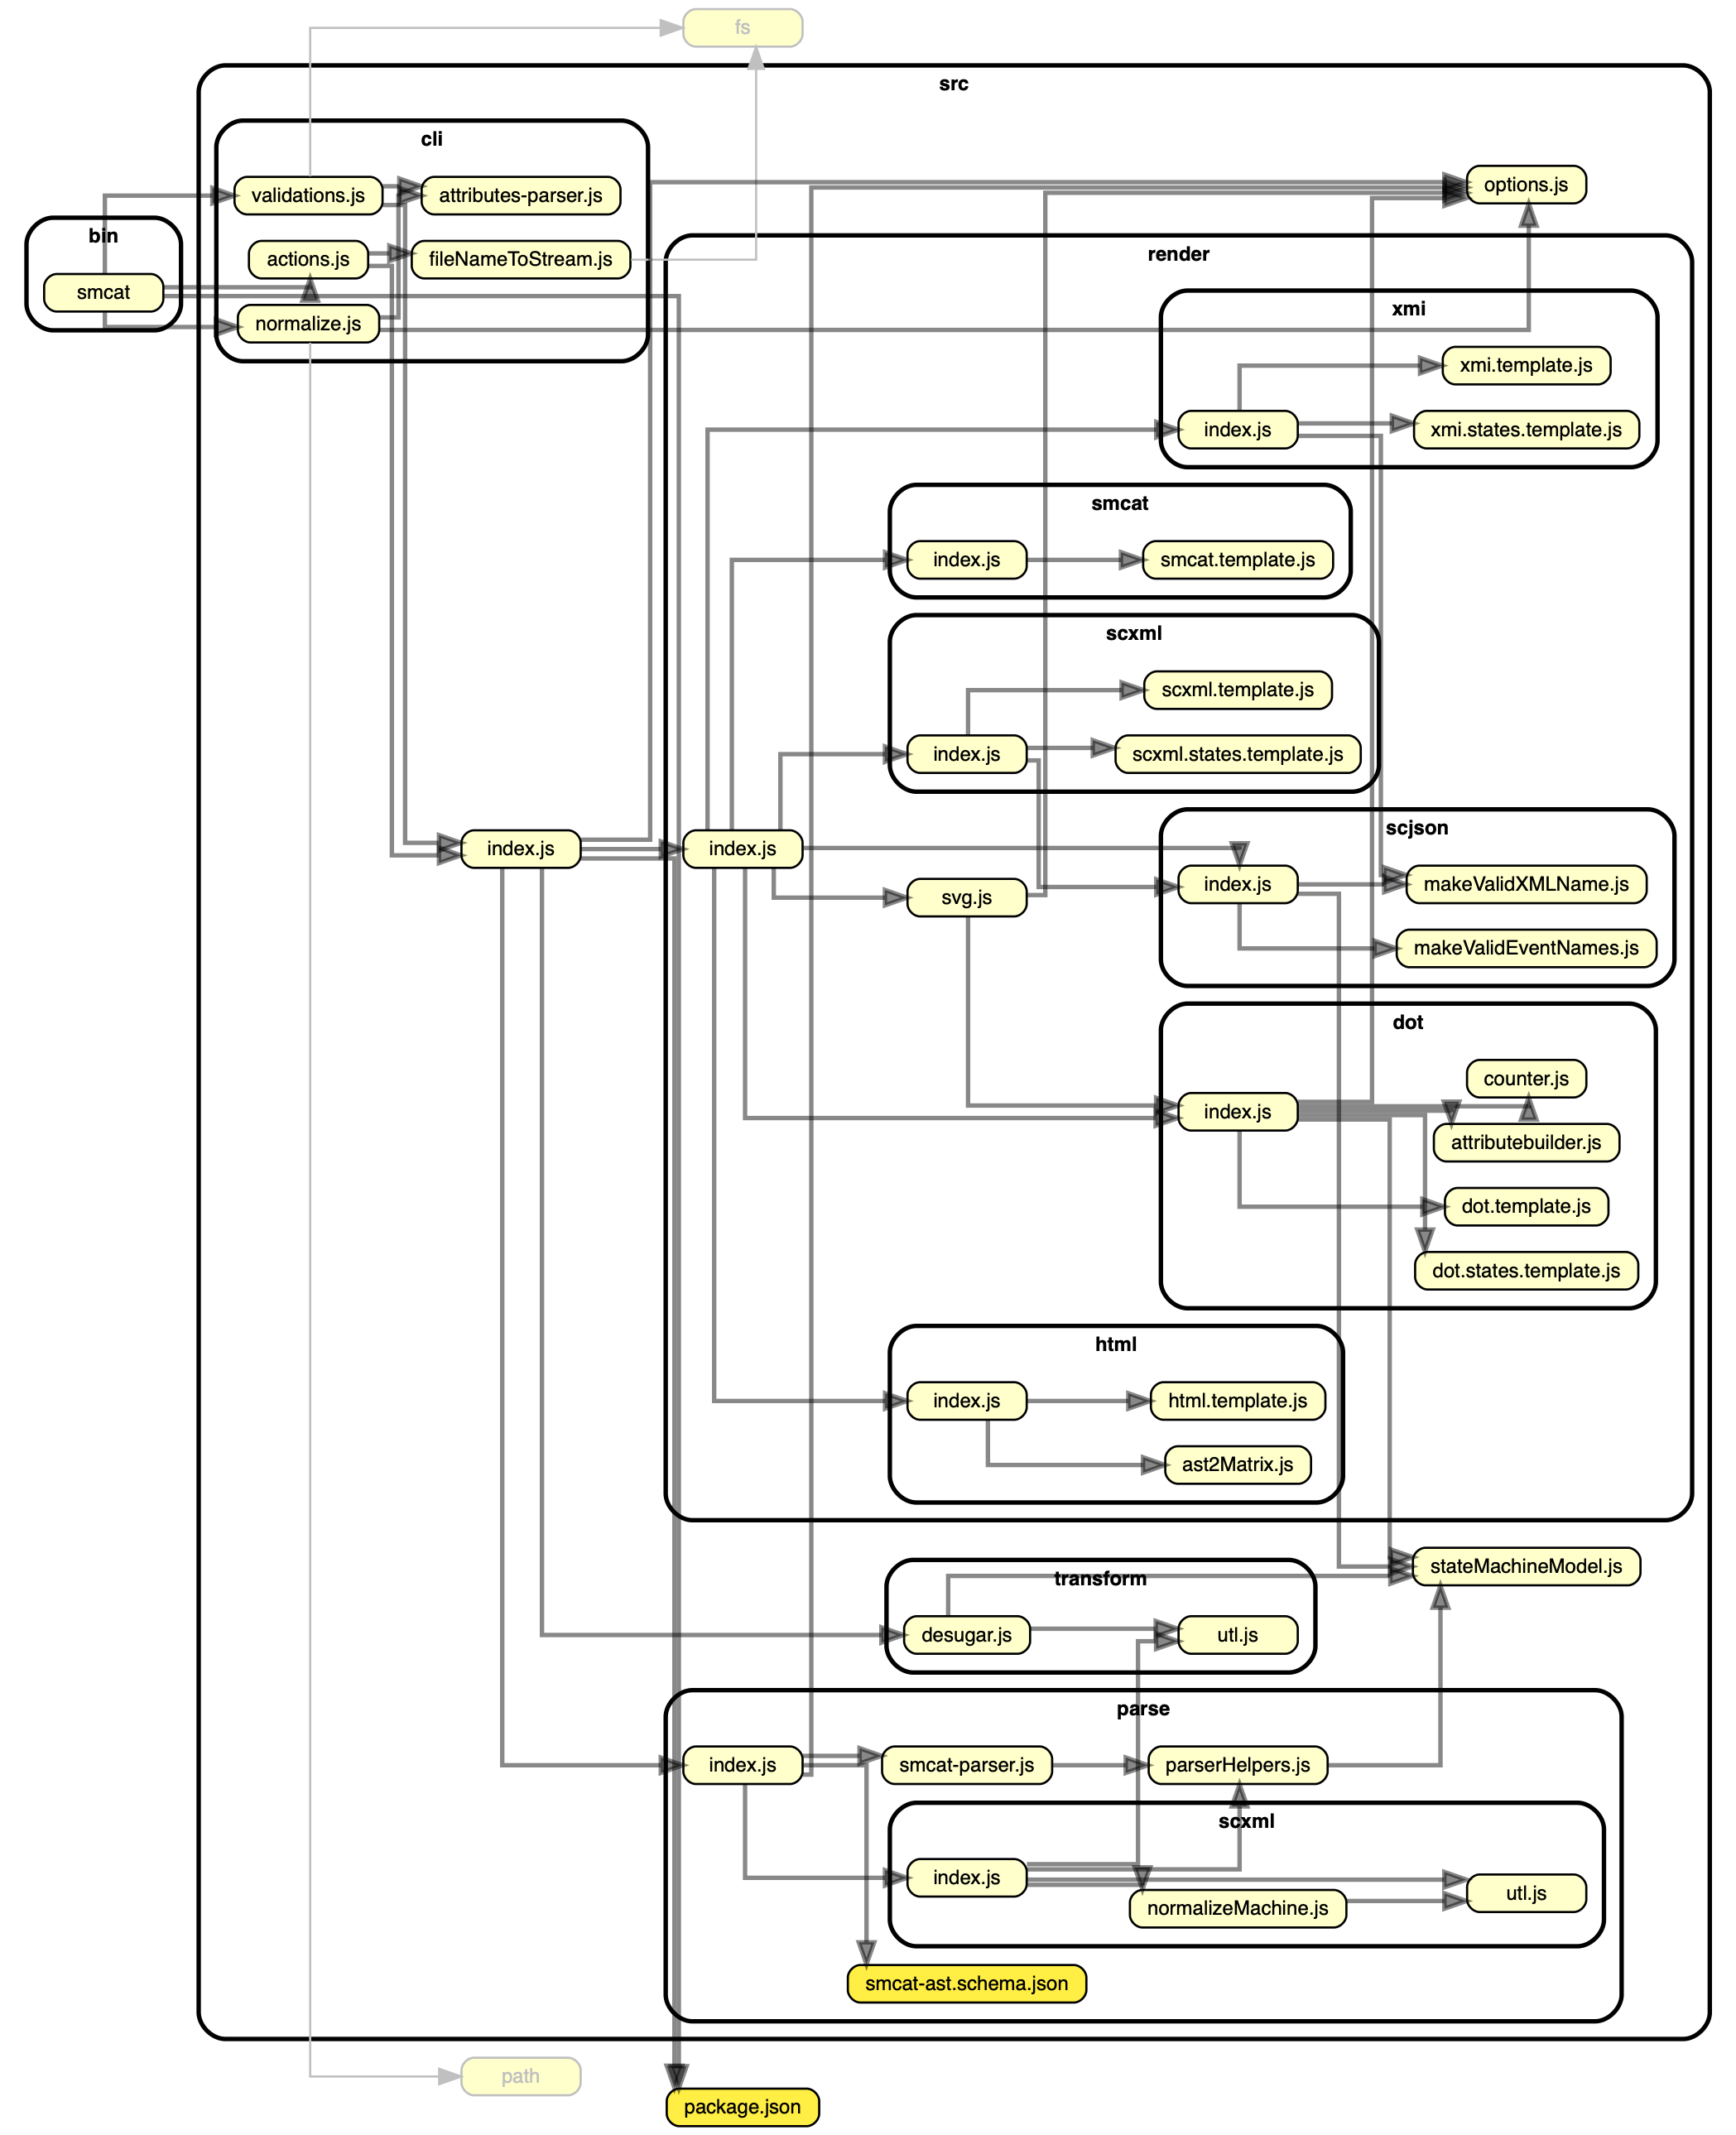 fs
src
cli
validations.js
attributes-parser.js
options.js
bin
smcat
actions.js
fileNameToStream.js
normalize.js
render
xmi
xmi.template.js
index.js
xmi.states.template.js
smcat
index.js
smcat.template.js
scxml
scxml.template.js
index.js
scxml.states.template.js
index.js
index.js
svg.js
scjson
index.js
makeValidXMLName.js
makeValidEventNames.js
dot
counter.js
index.js
attributebuilder.js
dot.template.js
dot.states.template.js
html
index.js
html.template.js
ast2Matrix.js
stateMachineModel.js
transform
desugar.js
utl.js
parse
index.js
smcat-parser.js
parserHelpers.js
scxml
index.js
normalizeMachine.js
utl.js
smcat-ast.schema.json
path
package.json